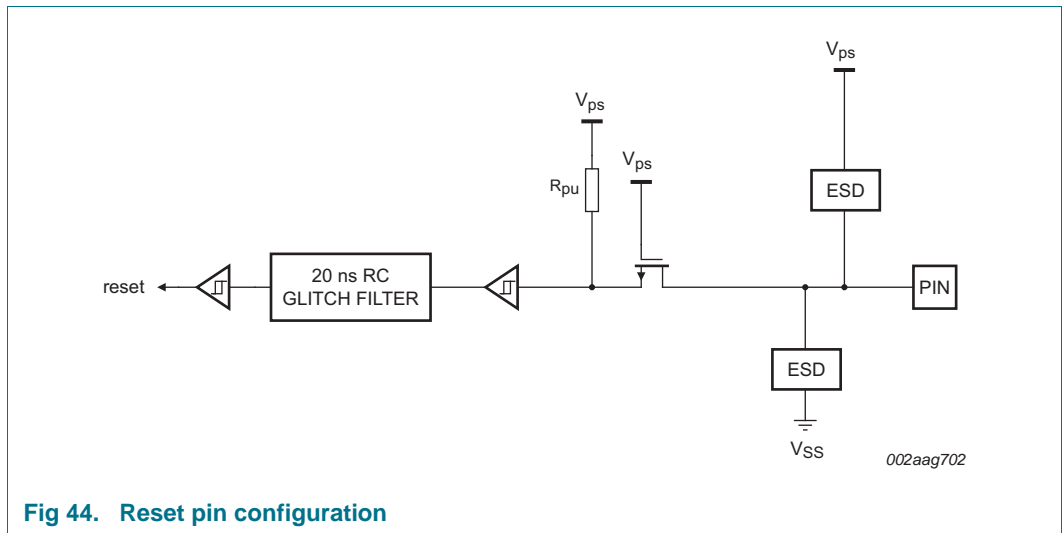 Vps
Vps
Vps
Rpu
ESD
reset
20 ns RC
GLITCH FILTER
PIN
ESD
VSS
002aag702
Fig 44. Reset pin configuration